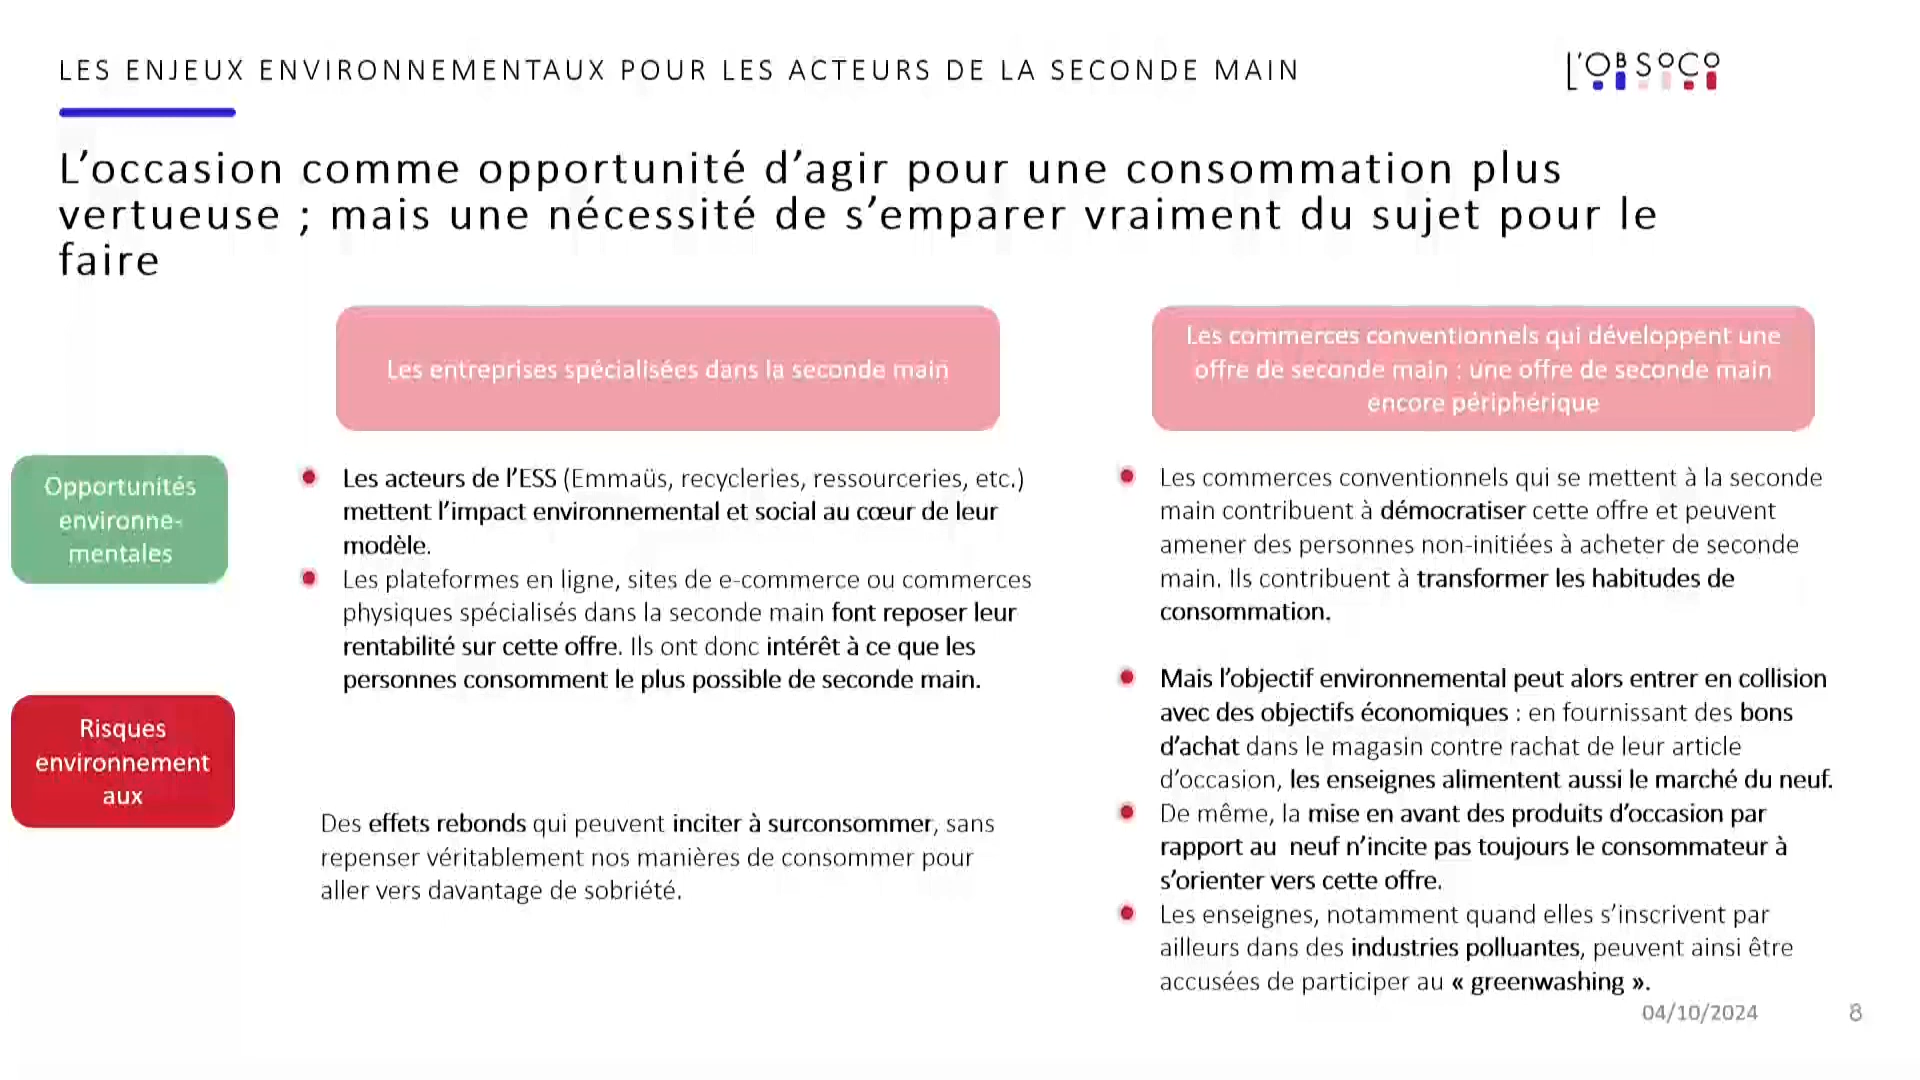 LES ENJEUX ENVIRONNEMENTAUX POUR LES ACTEURS DE LA SECONDE MAIN
L'OBSOCO
L’occasion comme opportunité d’agir pour une consommation plus
vertueuse ; mais une nécessité de s’emparer vraiment du sujet pour le
faire
Les entreprises spécialisées dans la seconde main
Les commerces conventionnels qui développent une
offre de seconde main : une offre de seconde main
encore périphérique
Opportunités
environne-
mentales
Les acteurs de l’ESS (Emmaüs, recycleries, ressourceries, etc.)
mettent l’impact environnemental et social au cœur de leur
modèle.
Les plateformes en ligne, sites de e-commerce ou commerces
physiques spécialisés dans la seconde main font reposer leur
rentabilité sur cette offre. Ils ont donc intérêt à ce que les
personnes consomment le plus possible de seconde main.
Les commerces conventionnels qui se mettent à la seconde
main contribuent à démocratiser cette offre et peuvent
amener des personnes non-initiées à acheter de seconde
main. Ils contribuent à transformer les habitudes de
consommation.
Risques
environnement
aux
Des effets rebonds qui peuvent inciter à surconsommer, sans
repenser véritablement nos manières de consommer pour
aller vers davantage de sobriété.
Mais l’objectif environnemental peut alors entrer en collision
avec des objectifs économiques : en fournissant des bons
d’achat dans le magasin contre rachat de leur article
d’occasion, les enseignes alimentent aussi le marché du neuf.
De même, la mise en avant des produits d’occasion par
rapport au neuf n’incite pas toujours le consommateur à
s’orienter vers cette offre.
Les enseignes, notamment quand elles s’inscrivent par
ailleurs dans des industries polluantes, peuvent ainsi être
accusées de participer au « greenwashing ».
04/10/2024
8